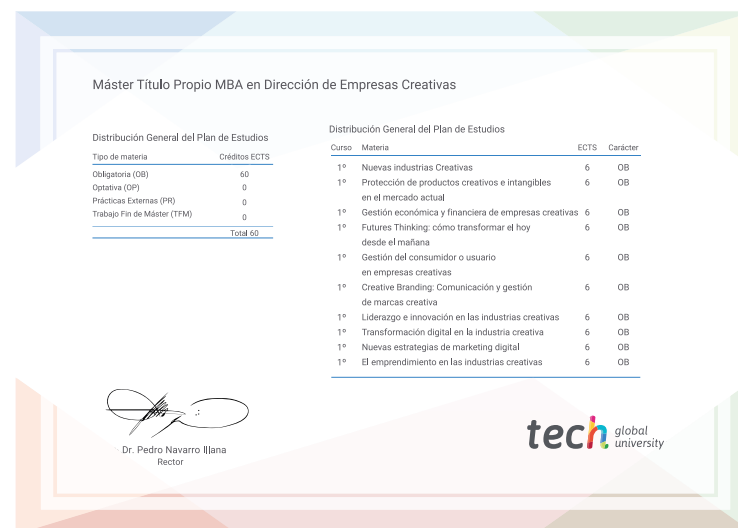 Máster Título Propio MBA en Dirección de Empresas Creativas
Distribución General del Plan de Estudios
Tipo de materia Créditos ECTS
Obligatoria (OB) 60
Optativa (OP) 0
Prácticas Externas (PR) 0
Trabajo Fin de Máster (TFM) 0
Total 60
Distribución General del Plan de Estudios
Curso Materia ECTS Carácter
1º Nuevas industrias Creativas 6 OB
1º Protección de productos creativos e intangibles 6 OB
en el mercado actual
1º Gestión económica y financiera de empresas creativas 6 OB
1º Futures Thinking: cómo transformar el hoy 6 OB
desde el mañana
1º Gestión del consumidor o usuario 6 OB
en empresas creativas
1º Creative Branding: Comunicación y gestión 6 OB
de marcas creativa
1º Liderazgo e innovación en las industrias creativas 6 OB
1º Transformación digital en la industria creativa 6 OB
1º Nuevas estrategias de marketing digital 6 OB
1º El emprendimiento en las industrias creativas 6 OB
Dr. Pedro Navarro Illana
Rector
tech global
university